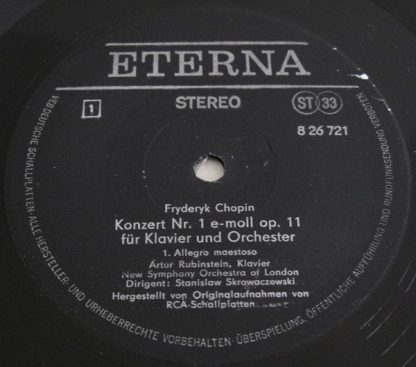 ETERNA
STEREO
1
ST 33
8 26 721
Fryderyk Chopin
Konzert Nr. 1 e-moll op. 11
für Klavier und Orchester
1. Allegro maestoso
Artur Rubinstein, Klavier
New Symphony Orchestra of London
Dirigent: Stanislaw Skrowaczewski
Hergestellt von Originalaufnahmen von
RCA-Schallplatten
VEB DEUTSCHE SCHALLPLATTEN · ALLE HERSTELLER- UND URHEBERRECHTE VORBEHALTEN · ÜBERSPIELUNG, ÖFFENTLICHE AUFFÜHRUNG UND RUNDFUNKSENDUNG VERBOTEN